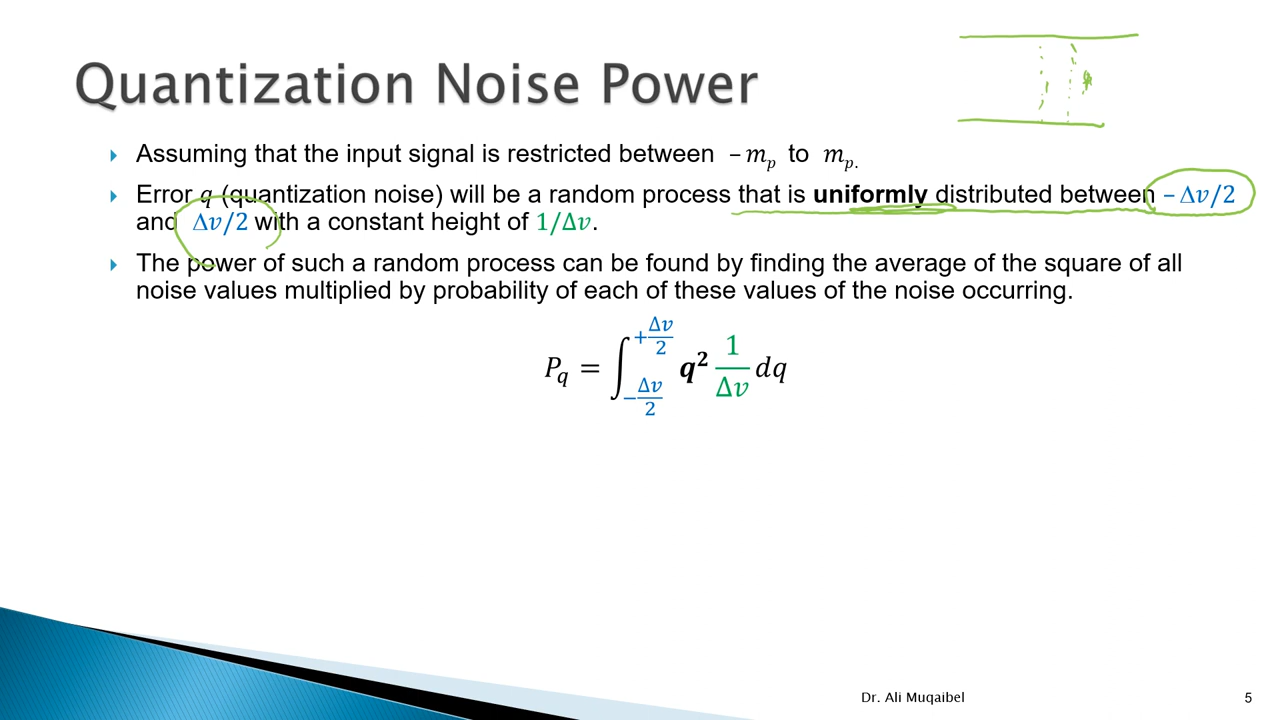 Quantization Noise Power
Assuming that the input signal is restricted between −m_p to m_p.
Error q (quantization noise) will be a random process that is uniformly distributed between −Δv/2
and Δv/2 with a constant height of 1/Δv.
The power of such a random process can be found by finding the average of the square of all
noise values multiplied by probability of each of these values of the noise occurring.
P_q = ∫_{−Δv/2}^{+Δv/2} q² 1/Δv dq
Dr. Ali Muqaibel
5